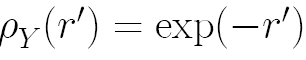 ρ_Y(r′) = exp(−r′)